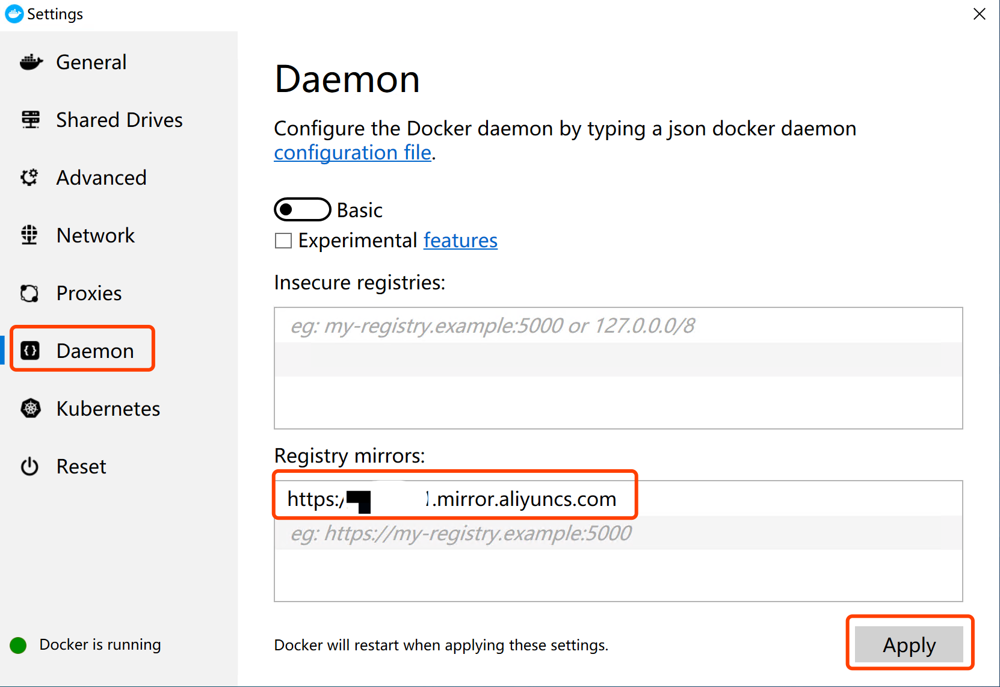 Settings
General
Shared Drives
Advanced
Network
Proxies
Daemon
Kubernetes
Reset
Docker is running
Daemon
Configure the Docker daemon by typing a json docker daemon
configuration file.
Basic
Experimental features
Insecure registries:
eg: my-registry.example:5000 or 127.0.0.0/8
Registry mirrors:
https:/ .mirror.aliyuncs.com
eg: https://my-registry.example:5000
Docker will restart when applying these settings.
Apply